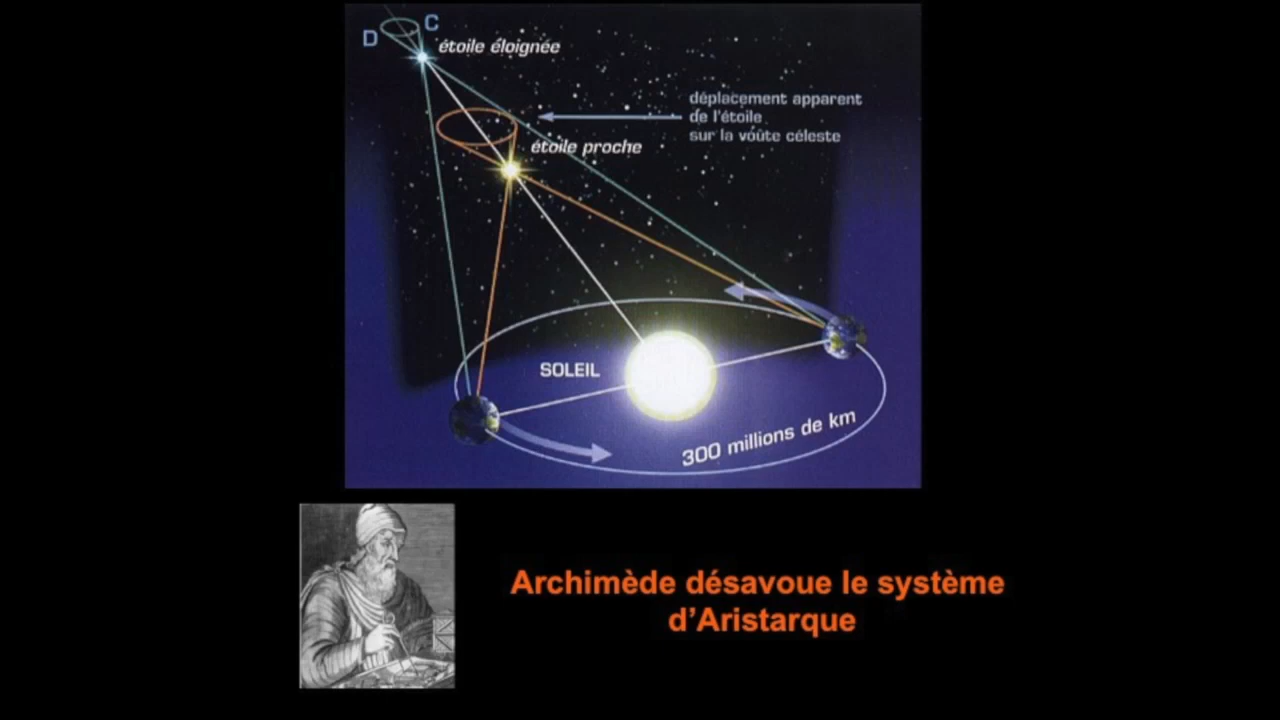 D
C
étoile éloignée
déplacement apparent
de l'étoile
sur la voûte céleste
étoile proche
SOLEIL
300 millions de km
Archimède désavoue le système
d'Aristarque